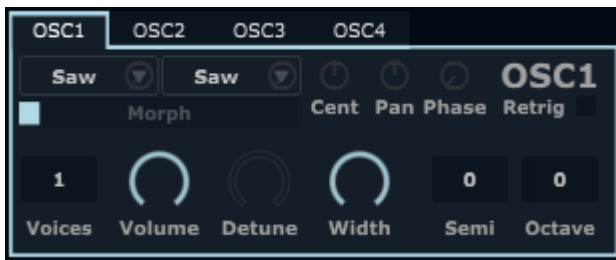 OSC1 OSC2 OSC3 OSC4
Saw Saw OSC1
Morph Cent Pan Phase Retrig
1 0 0
Voices Volume Detune Width Semi Octave